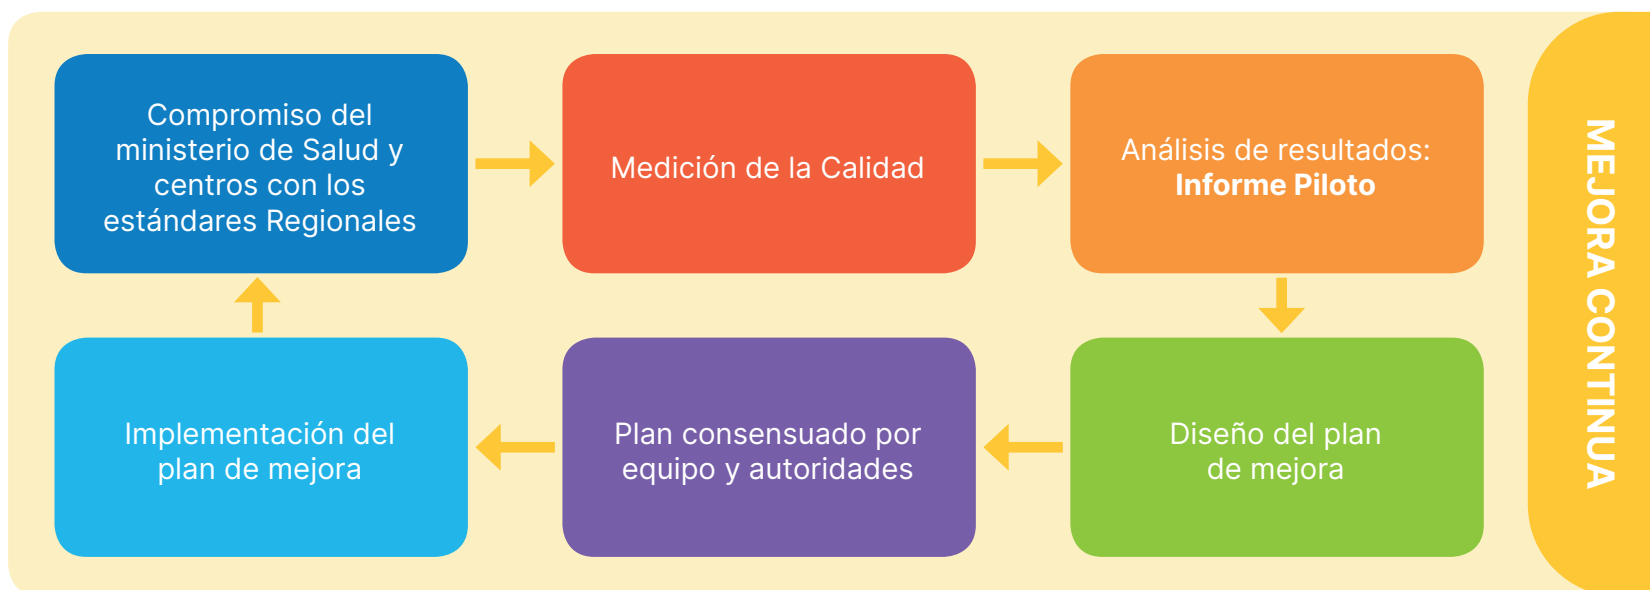 Compromiso del
ministerio de Salud y
centros con los
estándares Regionales
Medición de la Calidad
Análisis de resultados:
Informe Piloto
Diseño del plan
de mejora
Plan consensuado por
equipo y autoridades
Implementación del
plan de mejora
MEJORA CONTINUA